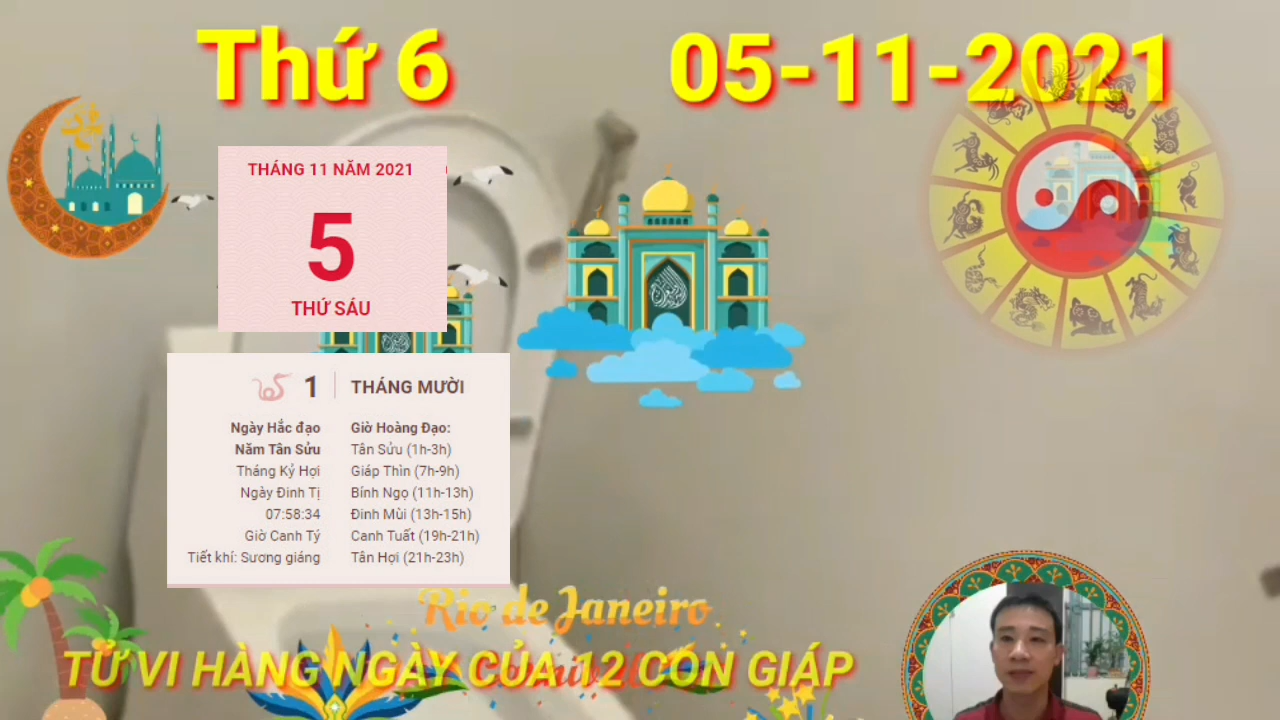 Thứ 6
05-11-2021
THÁNG 11 NĂM 2021
5
THỨ SÁU
1
THÁNG MƯỜI
Ngày Hắc đạo
Năm Tân Sửu
Tháng Kỷ Hợi
Ngày Đinh Tị
07:58:34
Giờ Canh Tý
Tiết khí: Sương giáng
Giờ Hoàng Đạo:
Tân Sửu (1h-3h)
Giáp Thìn (7h-9h)
Bính Ngọ (11h-13h)
Đinh Mùi (13h-15h)
Canh Tuất (19h-21h)
Tân Hợi (21h-23h)
Rio de Janeiro
TỬ VI HÀNG NGÀY CỦA 12 CON GIÁP